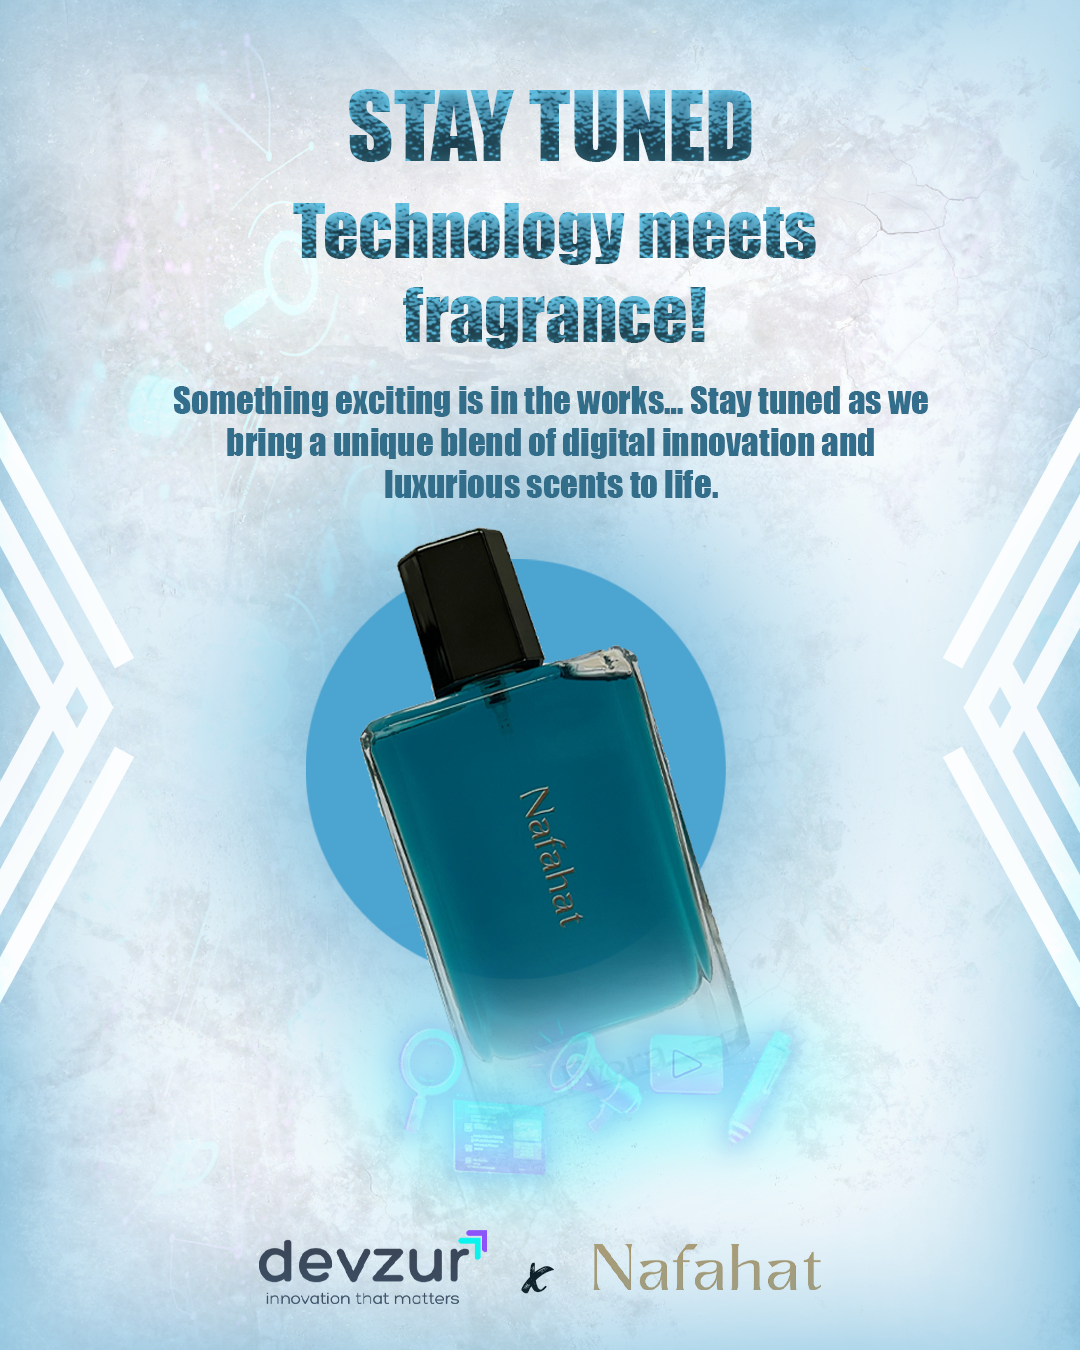 STAY TUNED
Technology meets
fragrance!
Something exciting is in the works... Stay tuned as we
bring a unique blend of digital innovation and
luxurious scents to life.
Nafahat
devzur
innovation that matters
x
Nafahat